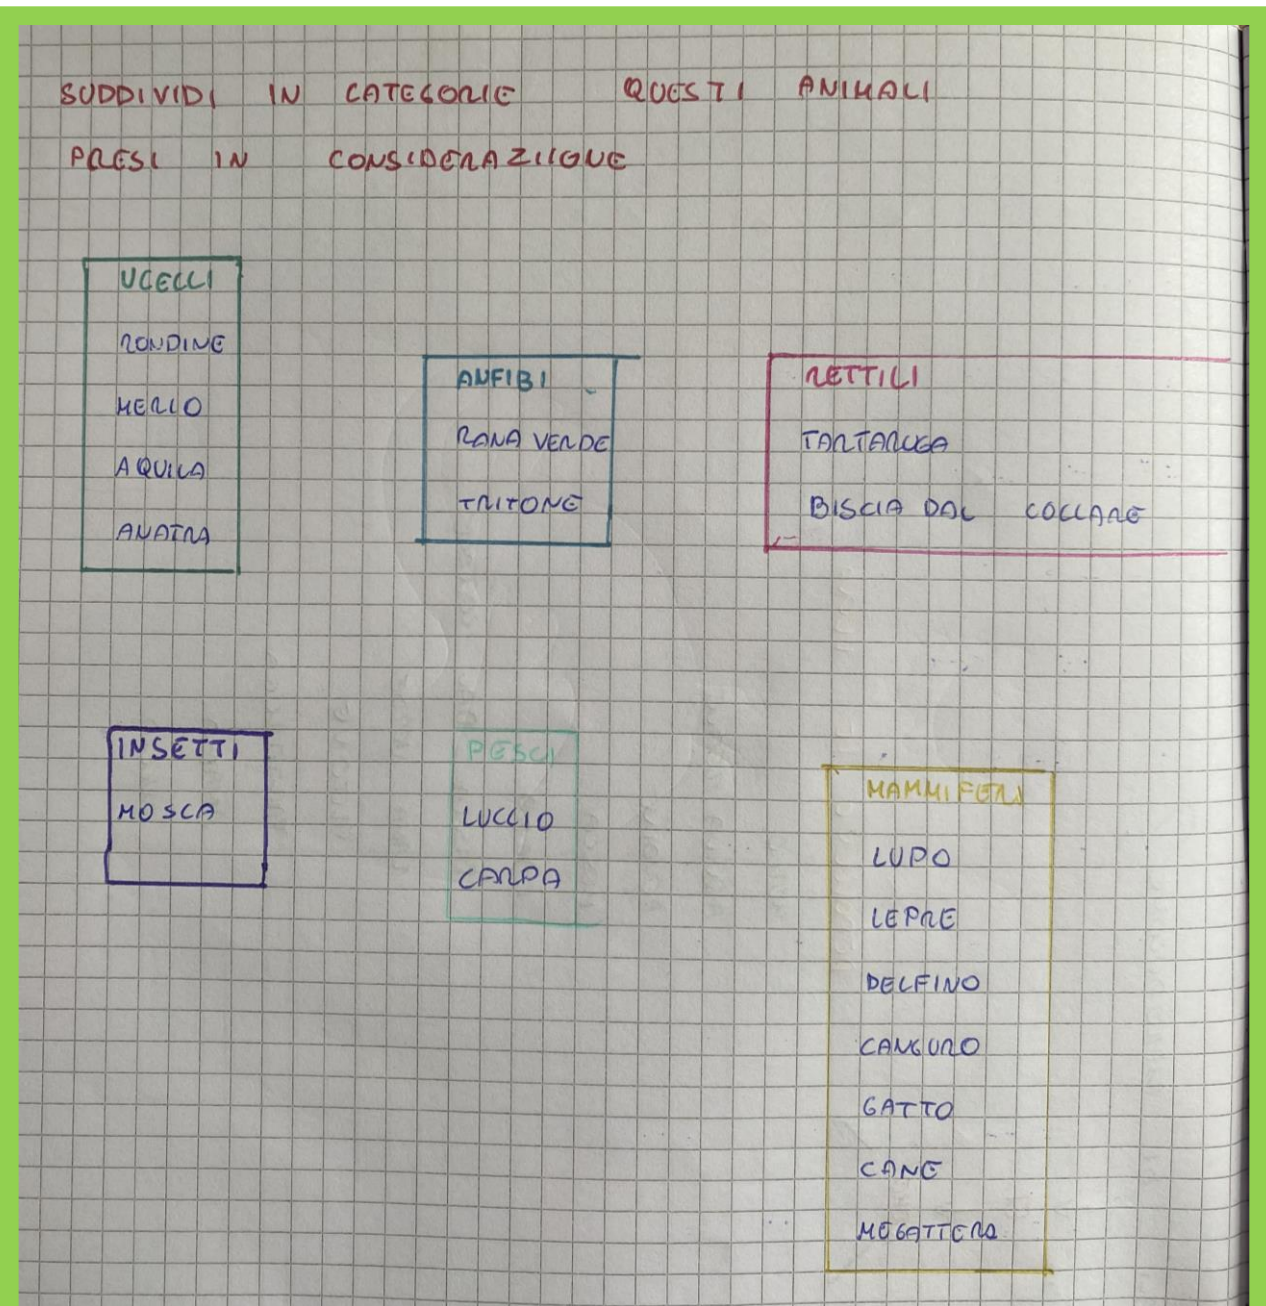 SUDDIVIDI IN CATEGORIE QUESTI ANIMALI
PRESI IN CONSIDERAZIIONE
UCELLI
RONDINE
MERLO
AQUILA
ANATRA
ANFIBI
RANA VERDE
TRITONE
RETTILI
TARTARUGA
BISCIA DAL COLLARE
INSETTI
MOSCA
PESCI
LUCCIO
CARPA
MAMMIFERI
LUPO
LEPRE
DELFINO
CANGURO
GATTO
CANE
MEGATTERA